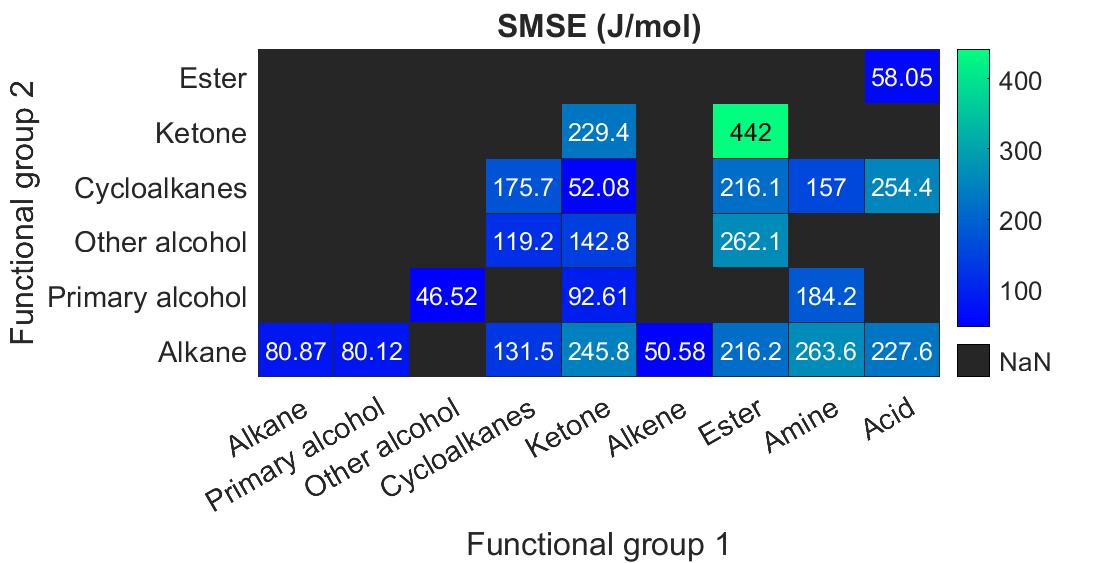 SMSE (J/mol)
Functional group 2
Ester 58.05
Ketone 229.4 442
Cycloalkanes 175.7 52.08 216.1 157 254.4
Other alcohol 119.2 142.8 262.1
Primary alcohol 46.52 92.61 184.2
Alkane 80.87 80.12 131.5 245.8 50.58 216.2 263.6 227.6
Alkane Primary alcohol Other alcohol Cycloalkanes Ketone Alkene Ester Amine Acid
Functional group 1
400
300
200
100
NaN